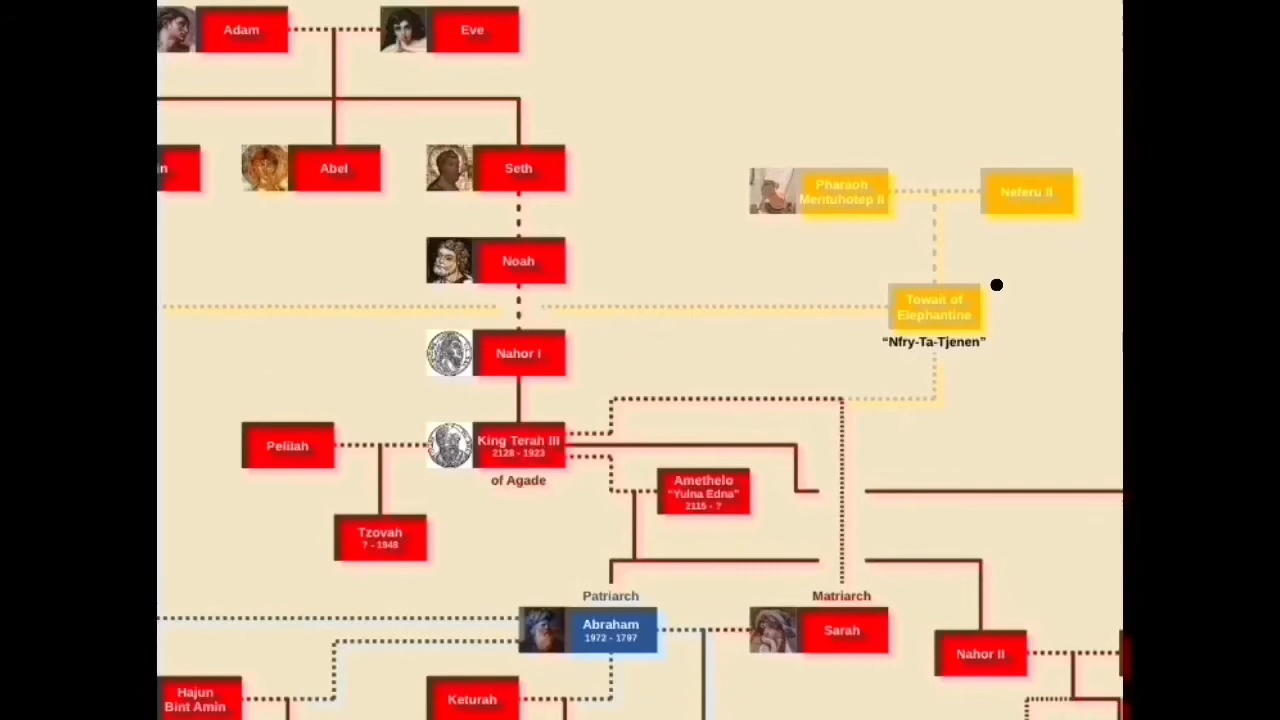 Adam
Eve
in
Abel
Seth
Pharaoh
Mentuhotep II
Neferu II
Noah
Towait of
Elephantine
"Nfry-Ta-Tjenen"
Nahor I
Pelilah
King Terah III
2128 - 1923
of Agade
Amethelo
"Yulna Edna"
2115 - ?
Tzovah
? - 1948
Patriarch
Matriarch
Abraham
1972 - 1797
Sarah
Nahor II
Hajun
Bint Amin
Keturah